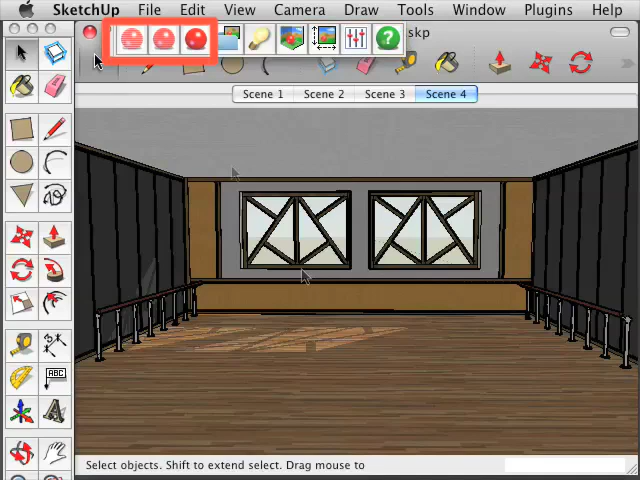 SketchUp File Edit View Camera Draw Tools Window Plugins Help
skp
Scene 1 Scene 2 Scene 3 Scene 4
ABC
A
Select objects. Shift to extend select. Drag mouse to